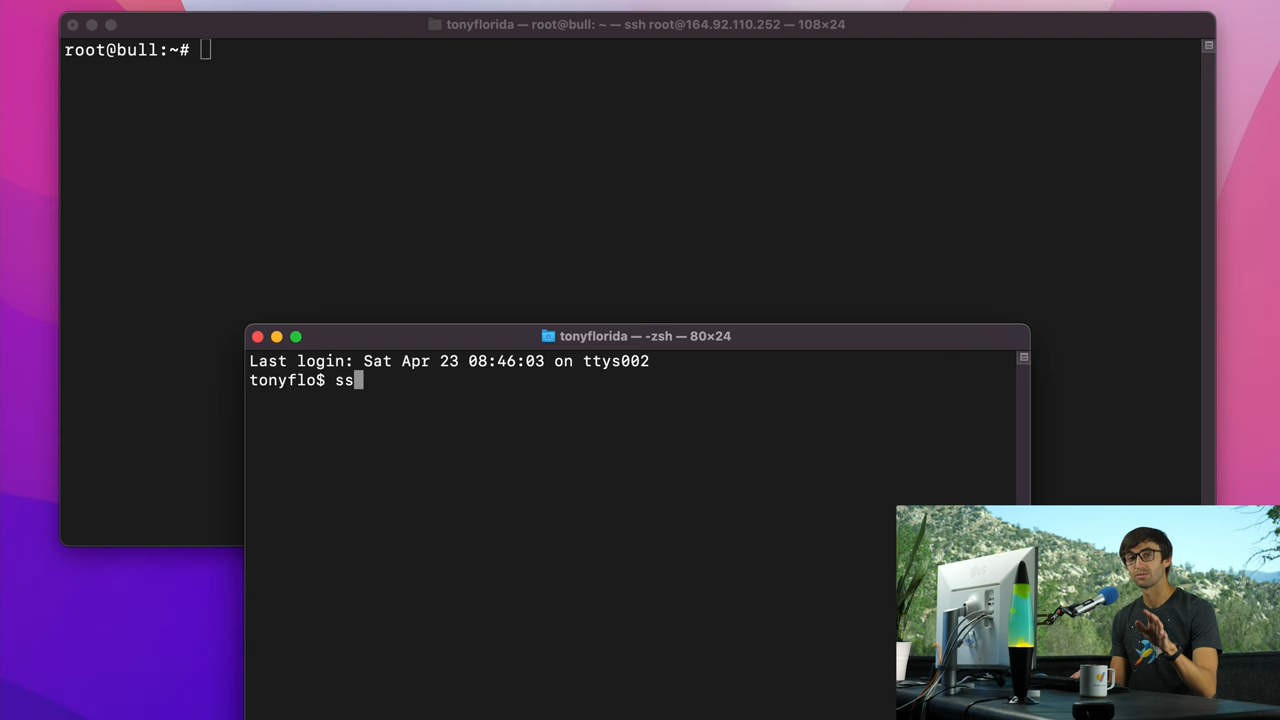 tonyflorida — root@bull: ~ — ssh root@164.92.110.252 — 108×24
root@bull:~#
tonyflorida — -zsh — 80×24
Last login: Sat Apr 23 08:46:03 on ttys002
tonyflo$ ss
LG